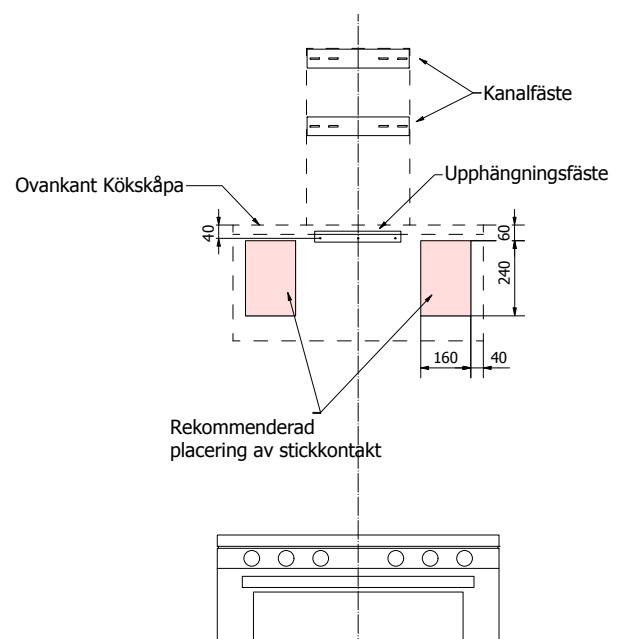 Kanalfäste
Upphängningsfäste
Ovankant Kökskåpa
40
60
240
160
40
Rekommenderad
placering av stickkontakt